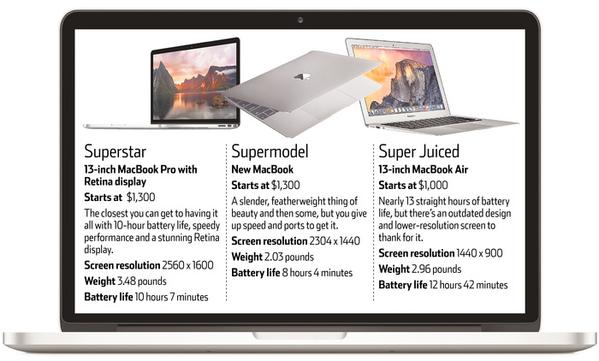 Superstar
13-inch MacBook Pro with
Retina display
Starts at $1,300
The closest you can get to having it
all with 10-hour battery life, speedy
performance and a stunning Retina
display.
Screen resolution 2560 x 1600
Weight 3.48 pounds
Battery life 10 hours 7 minutes
Supermodel
New MacBook
Starts at $1,300
A slender, featherweight thing of
beauty and then some, but you give
up speed and ports to get it.
Screen resolution 2304 x 1440
Weight 2.03 pounds
Battery life 8 hours 4 minutes
Super Juiced
13-inch MacBook Air
Starts at $1,000
Nearly 13 straight hours of battery
life, but there's an outdated design
and lower-resolution screen to
thank for it.
Screen resolution 1440 x 900
Weight 2.96 pounds
Battery life 12 hours 42 minutes